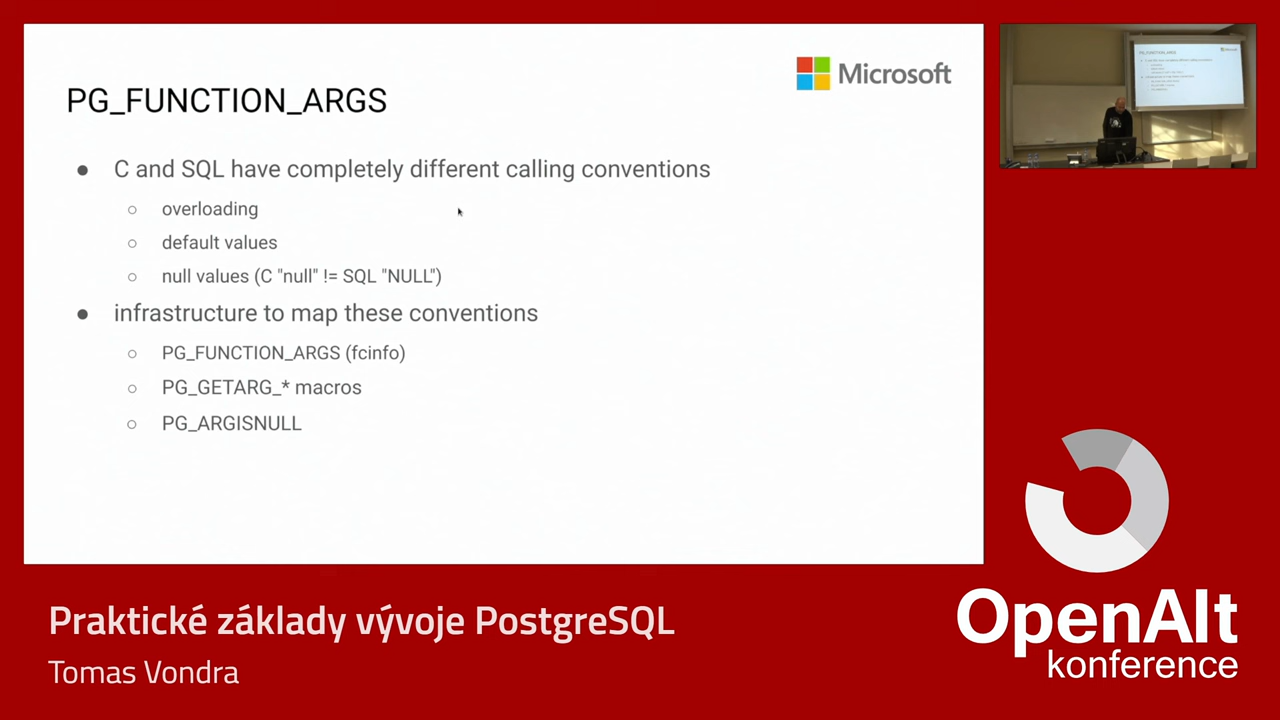 Microsoft
PG_FUNCTION_ARGS
● C and SQL have completely different calling conventions
○ overloading
○ default values
○ null values (C "null" != SQL "NULL")
● infrastructure to map these conventions
○ PG_FUNCTION_ARGS (fcinfo)
○ PG_GETARG_* macros
○ PG_ARGISNULL
Praktické základy vývoje PostgreSQL
Tomas Vondra
OpenAlt
konference